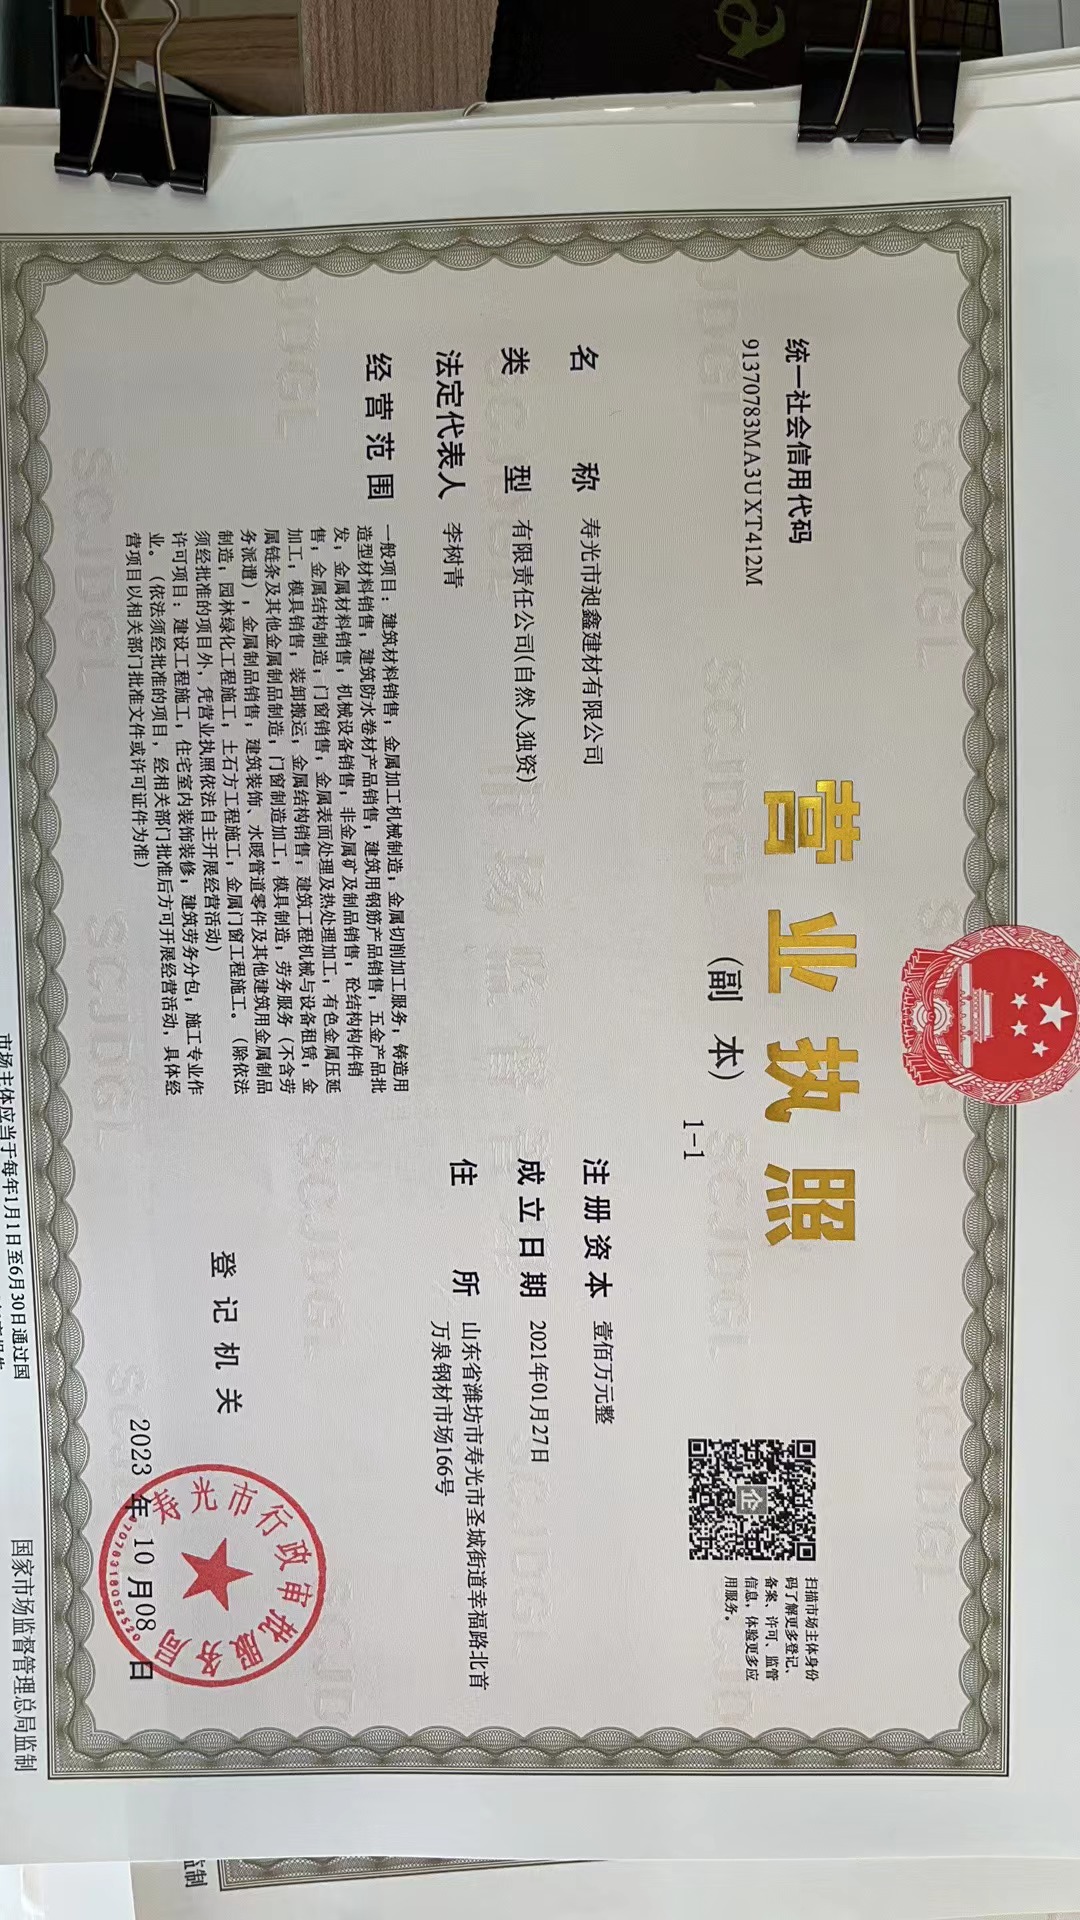 统一社会信用代码
91370783MA3UXT412M
营业执照
(副 本)
1-1
扫描市场主体身份
码了解更多登记、
备案、许可、监管
信息，体验更多应
用服务。
名 称 寿光市昶鑫建材有限公司
类 型 有限责任公司(自然人独资)
法定代表人 李树青
经营范围 一般项目：建筑材料销售；金属加工机械制造；金属切削加工服务；铸造用
造型材料销售；建筑防水卷材产品销售；建筑用钢筋产品销售；五金产品批
发；金属材料销售；机械设备销售；非金属矿及制品销售；砼结构构件销
售；金属结构制造；门窗销售；金属表面处理及热处理加工；有色金属压延
加工；模具销售；装卸搬运；金属结构销售；建筑工程机械与设备租赁；金
属链条及其他金属制品制造；门窗制造加工；模具制造；劳务服务（不含劳
务派遣）；金属制品销售；建筑装饰、水暖管道零件及其他建筑用金属制品
制造；园林绿化工程施工；土石方工程施工；金属门窗工程施工。（除依法
须经批准的项目外，凭营业执照依法自主开展经营活动）
许可项目：建设工程施工；住宅室内装饰装修；建筑劳务分包；施工专业作
业。（依法须经批准的项目，经相关部门批准后方可开展经营活动，具体经
营项目以相关部门批准文件或许可证件为准）
注册资本 壹佰万元整
成立日期 2021年01月27日
住 所 山东省潍坊市寿光市圣城街道幸福路北首
万泉钢材市场166号
登记机关
寿光市行政审批服务局
2023 年 10 月 08 日
市场主体应当于每年1月1日至6月30日通过国
国家市场监督管理总局监制
监制
SCJDGL